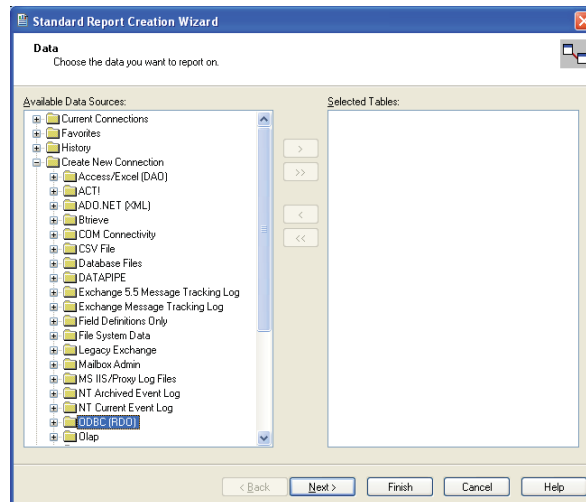 Standard Report Creation Wizard
Data
Choose the data you want to report on.
Available Data Sources:
Selected Tables:
Current Connections
Favorites
History
Create New Connection
Access/Excel (DAO)
ACT!
ADO.NET (XML)
Btrieve
COM Connectivity
CSV File
Database Files
DATAPIPE
Exchange 5.5 Message Tracking Log
Exchange Message Tracking Log
Field Definitions Only
File System Data
Legacy Exchange
Mailbox Admin
MS IIS/Proxy Log Files
NT Archived Event Log
NT Current Event Log
ODBC (RDO)
Olap
>
>>
<
<<
< Back
Next >
Finish
Cancel
Help